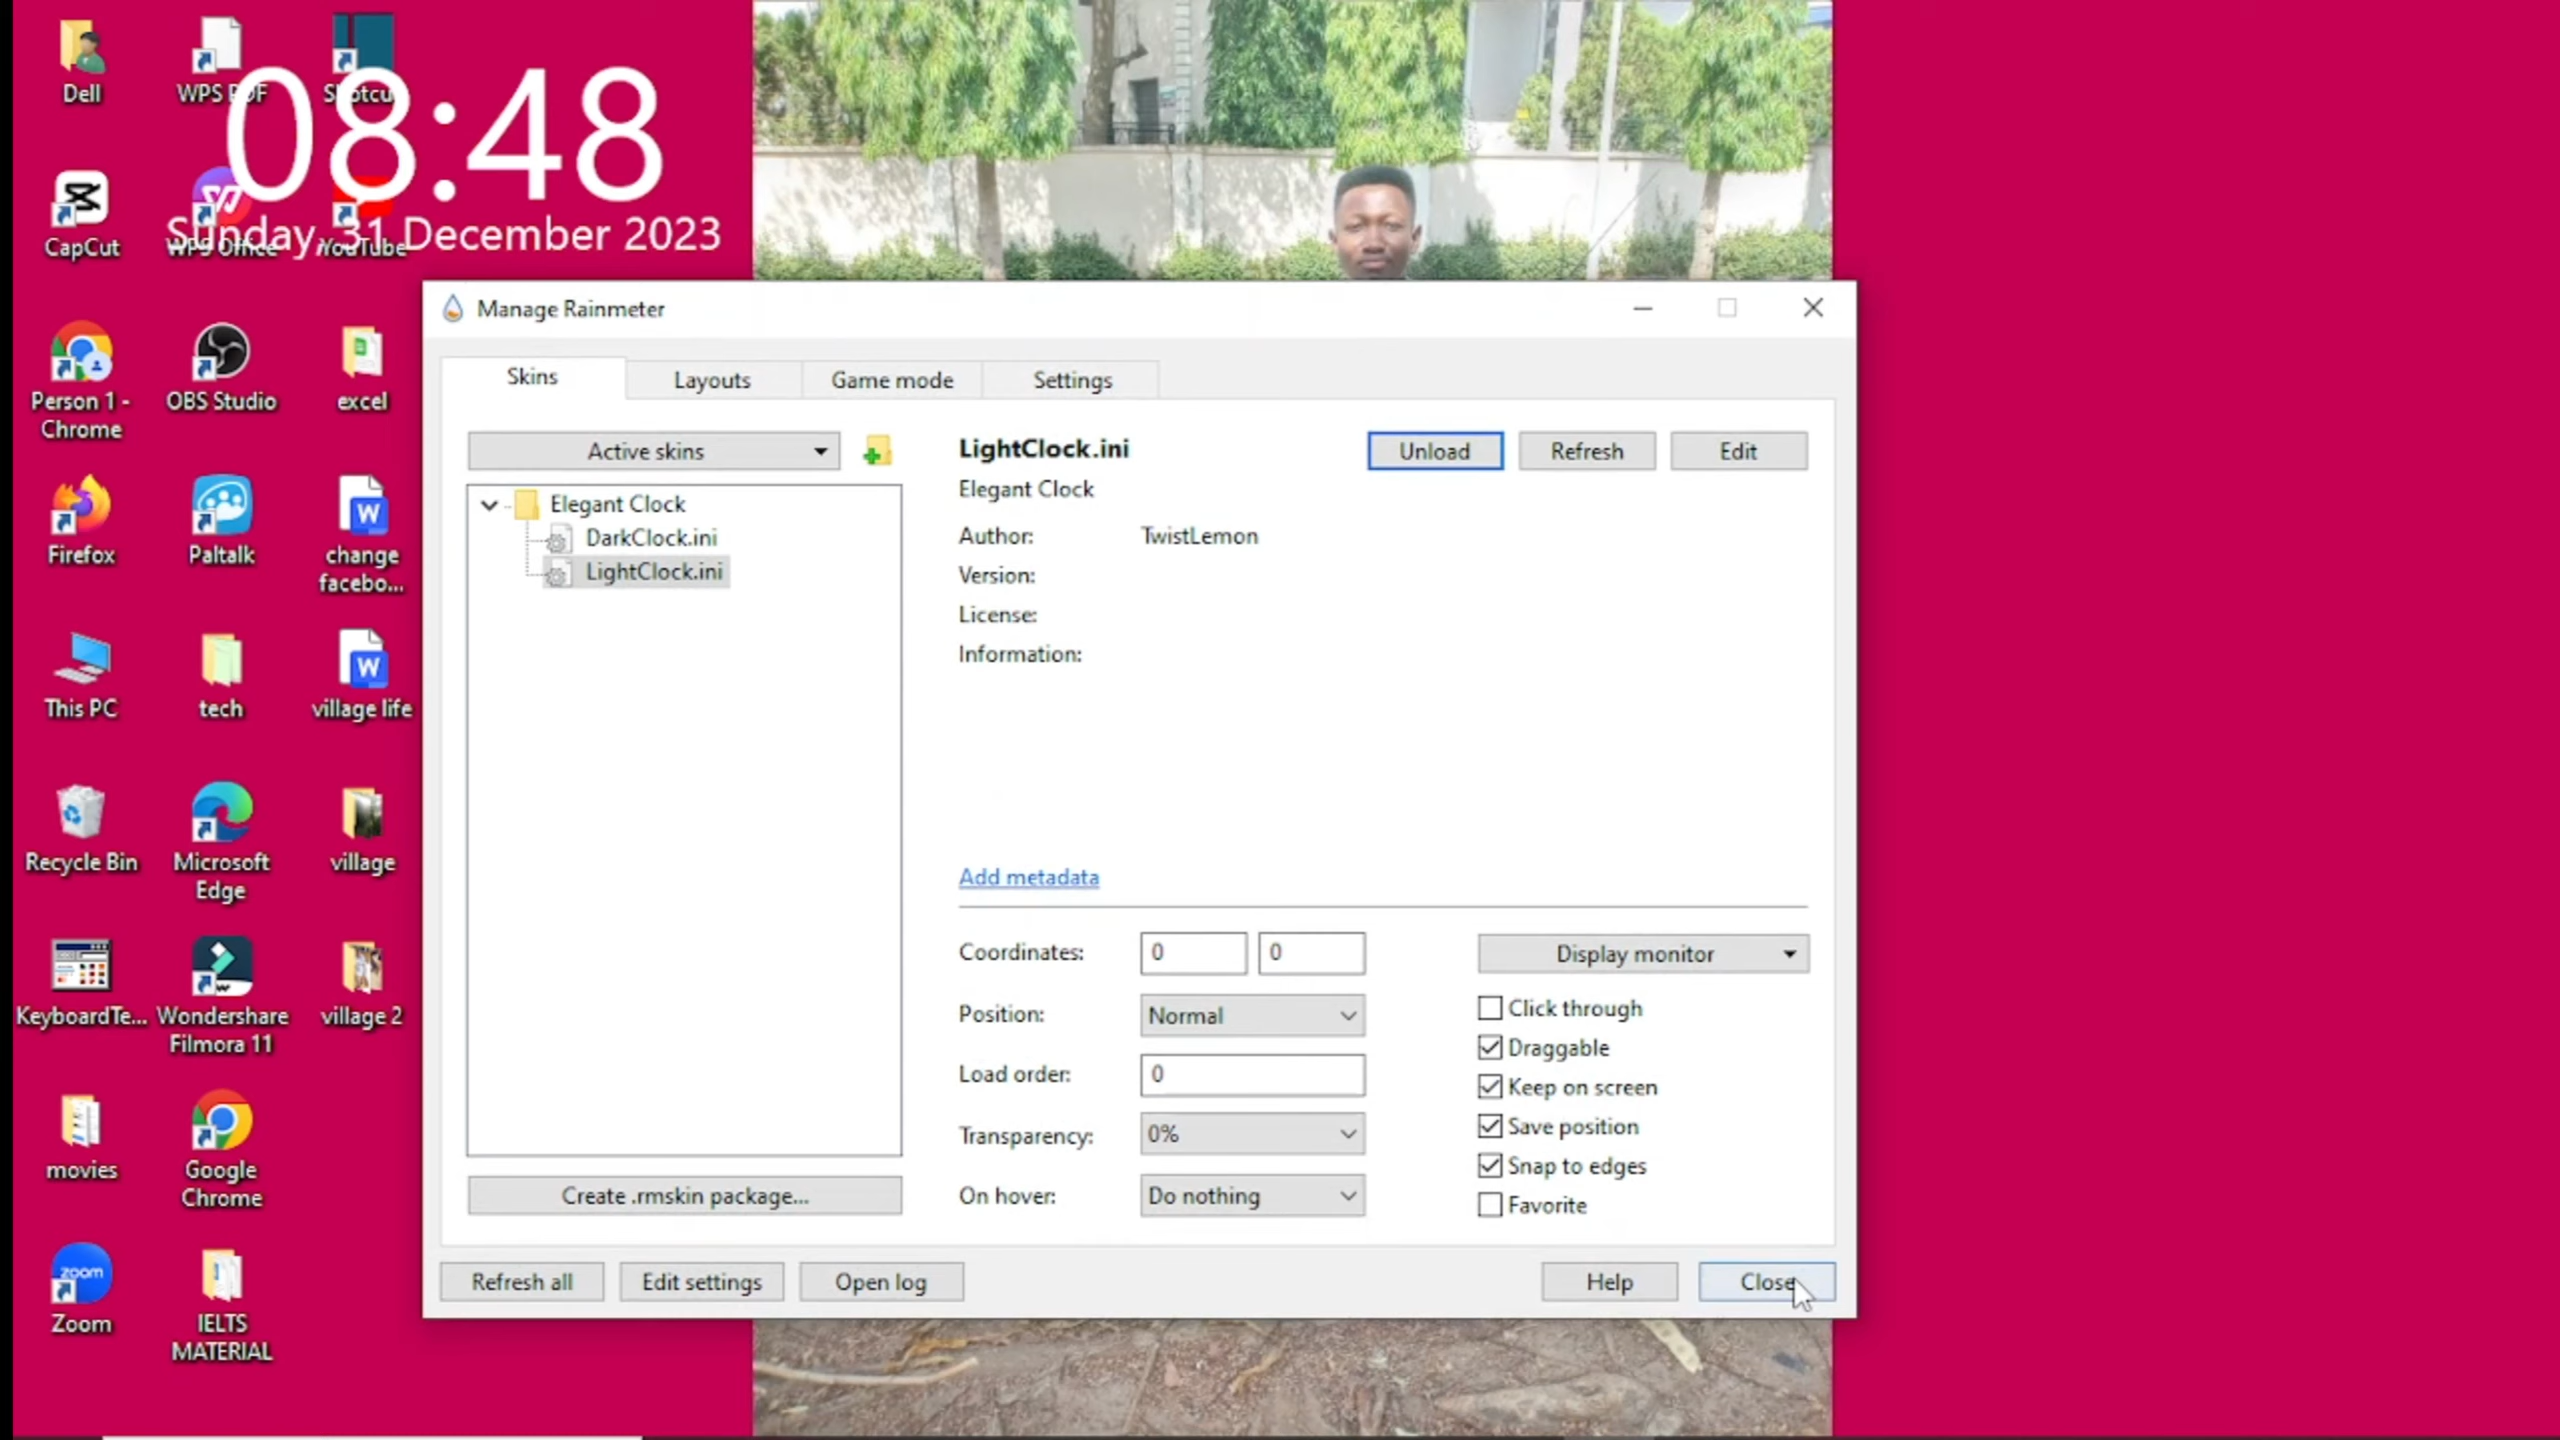 Dell
WPS PDF
Shotcu
08:48
Sunday, 31 December 2023
CapCut
WPS Office
YouTube
Person 1 -
Chrome
OBS Studio
excel
Firefox
Paltalk
change
facebo...
This PC
tech
village life
Recycle Bin
Microsoft
Edge
village
KeyboardTe...
Wondershare
Filmora 11
village 2
movies
Google
Chrome
zoom
Zoom
IELTS
MATERIAL
Manage Rainmeter
Skins
Layouts
Game mode
Settings
Active skins
Elegant Clock
DarkClock.ini
LightClock.ini
Create .rmskin package...
LightClock.ini
Unload
Refresh
Edit
Elegant Clock
Author: TwistLemon
Version:
License:
Information:
Add metadata
Coordinates: 0 0
Position: Normal
Load order: 0
Transparency: 0%
On hover: Do nothing
Display monitor
Click through
Draggable
Keep on screen
Save position
Snap to edges
Favorite
Refresh all
Edit settings
Open log
Help
Close